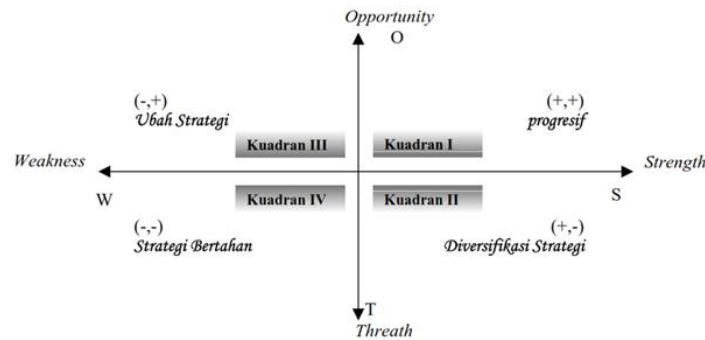 Opportunity
O
(-,+)
Ubah Strategi
(+,+)
progresif
Kuadran III
Kuadran I
Weakness
Strength
W
Kuadran IV
Kuadran II
S
(-,-)
Strategi Bertahan
(+,-)
Diversifikasi Strategi
T
Threath